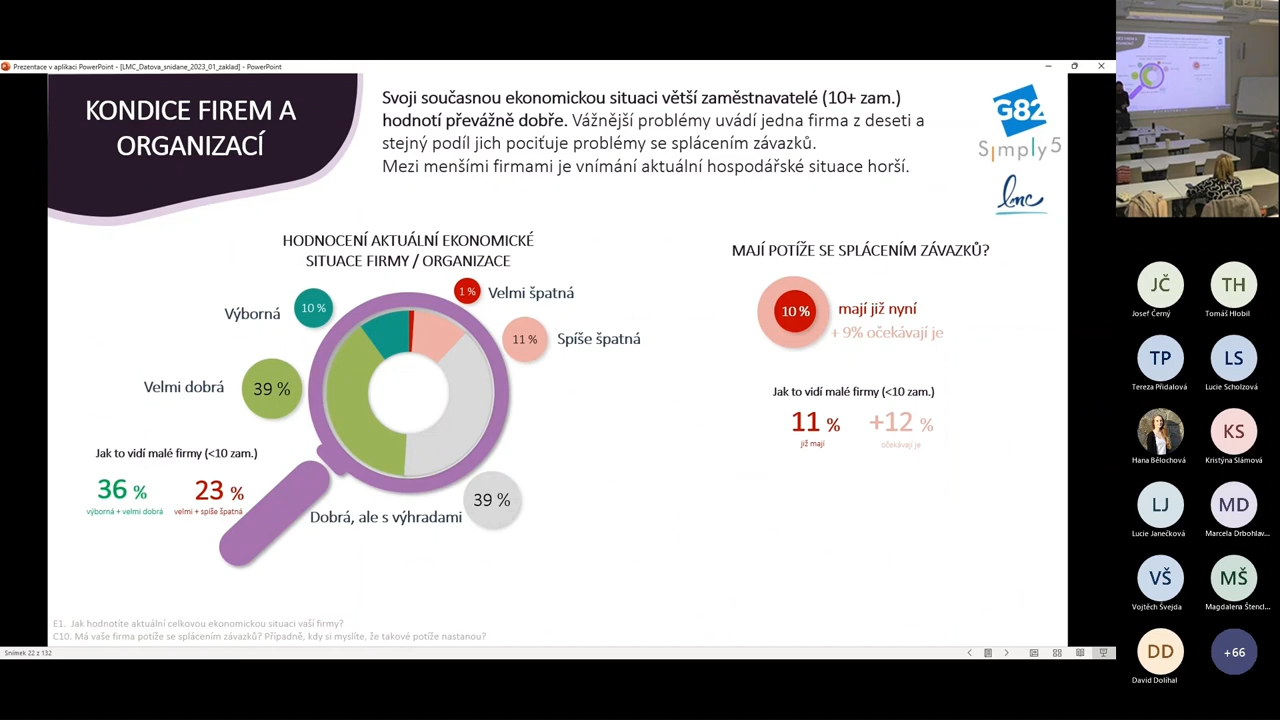 Prezentace v aplikaci PowerPoint - [LMC_Datova_snidane_2023_01_zaklad] - PowerPoint
KONDICE FIREM A
ORGANIZACÍ
Svoji současnou ekonomickou situaci větší zaměstnavatelé (10+ zam.)
hodnotí převážně dobře. Vážnější problémy uvádí jedna firma z deseti a
stejný podíl jich pociťuje problémy se splácením závazků.
Mezi menšími firmami je vnímání aktuální hospodářské situace horší.
G82
Simply5
lmc
HODNOCENÍ AKTUÁLNÍ EKONOMICKÉ
SITUACE FIRMY / ORGANIZACE
Výborná
10 %
1 %
Velmi špatná
11 %
Spíše špatná
Velmi dobrá
39 %
Jak to vidí malé firmy (<10 zam.)
36 %
23 %
výborná + velmi dobrá
velmi + spíše špatná
Dobrá, ale s výhradami
39 %
MAJÍ POTÍŽE SE SPLÁCENÍM ZÁVAZKŮ?
10 %
mají již nyní
+ 9% očekávají je
Jak to vidí malé firmy (<10 zam.)
11 %
+12 %
již mají
očekávají je
E1. Jak hodnotíte aktuální celkovou ekonomickou situaci vaší firmy?
C10. Má vaše firma potíže se splácením závazků? Případně, kdy si myslíte, že takové potíže nastanou?
Snímek 22 z 132
JČ
TH
Josef Černý
Tomáš Hlobil
TP
LS
Tereza Přidalová
Lucie Scholzová
KS
Hana Bělochová
Kristýna Slámová
LJ
MD
Lucie Janečková
Marcela Drbohlav...
VŠ
MŠ
Vojtěch Švejda
Magdalena Štencl...
DD
+66
David Dolíhal